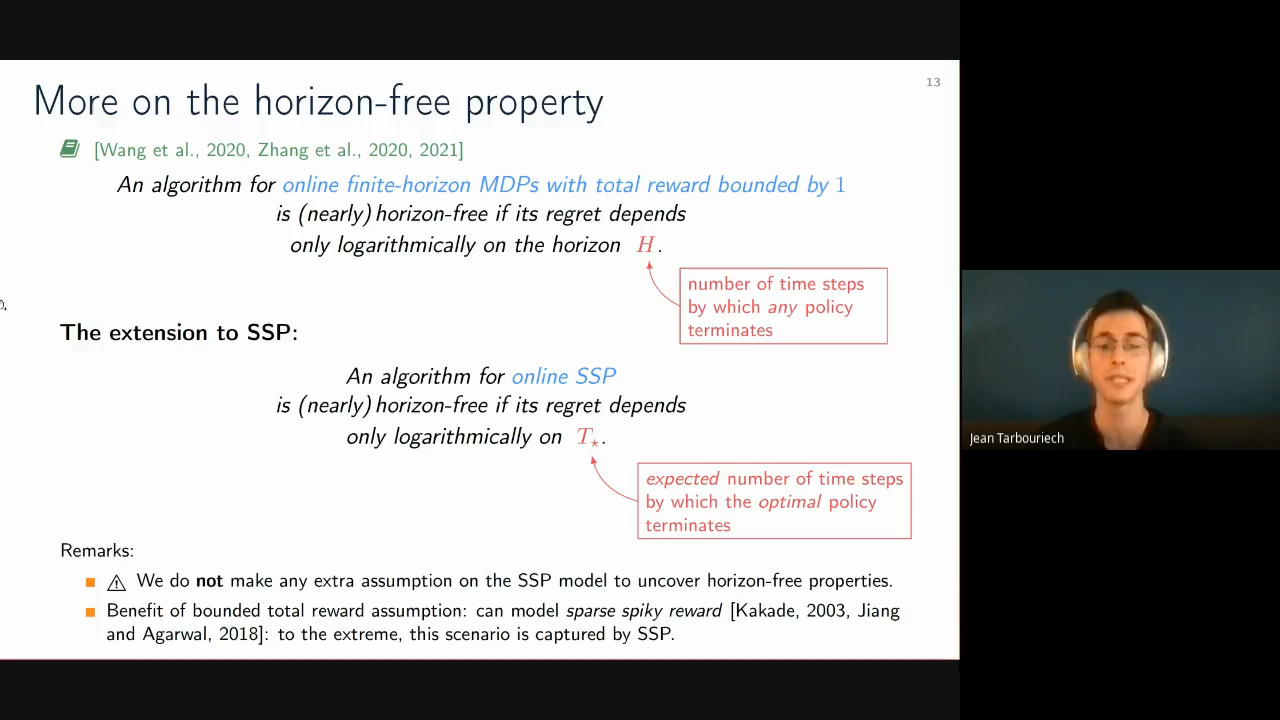 13
More on the horizon-free property
[Wang et al., 2020, Zhang et al., 2020, 2021]
An algorithm for online finite-horizon MDPs with total reward bounded by 1
is (nearly) horizon-free if its regret depends
only logarithmically on the horizon H.
number of time steps
by which any policy
terminates
The extension to SSP:
An algorithm for online SSP
is (nearly) horizon-free if its regret depends
only logarithmically on T⋆.
expected number of time steps
by which the optimal policy
terminates
Remarks:
⚠ We do not make any extra assumption on the SSP model to uncover horizon-free properties.
Benefit of bounded total reward assumption: can model sparse spiky reward [Kakade, 2003, Jiang
and Agarwal, 2018]: to the extreme, this scenario is captured by SSP.
Jean Tarbouriech